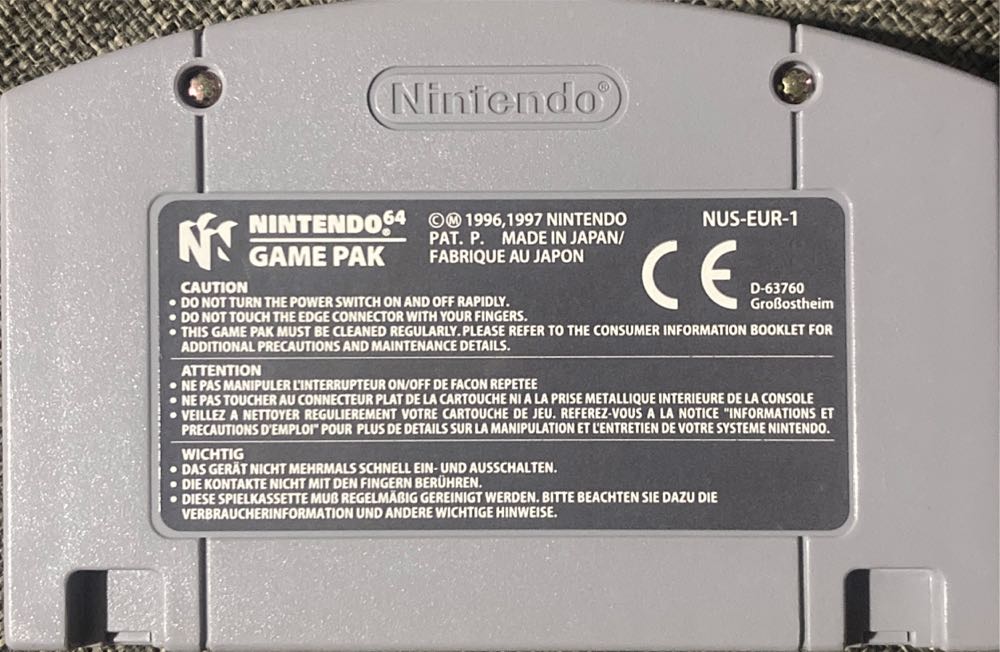 Nintendo®
NINTENDO 64
GAME PAK
©Ⓜ 1996,1997 NINTENDO
PAT. P. MADE IN JAPAN/
FABRIQUE AU JAPON
NUS-EUR-1
CE
D-63760
Großostheim
CAUTION
• DO NOT TURN THE POWER SWITCH ON AND OFF RAPIDLY.
• DO NOT TOUCH THE EDGE CONNECTOR WITH YOUR FINGERS.
• THIS GAME PAK MUST BE CLEANED REGULARLY. PLEASE REFER TO THE CONSUMER INFORMATION BOOKLET FOR
ADDITIONAL PRECAUTIONS AND MAINTENANCE DETAILS.
ATTENTION
• NE PAS MANIPULER L'INTERRUPTEUR ON/OFF DE FACON REPETEE
• NE PAS TOUCHER AU CONNECTEUR PLAT DE LA CARTOUCHE NI A LA PRISE METALLIQUE INTERIEURE DE LA CONSOLE
• VEILLEZ A NETTOYER REGULIEREMENT VOTRE CARTOUCHE DE JEU. REFEREZ-VOUS A LA NOTICE "INFORMATIONS ET
PRECAUTIONS D'EMPLOI" POUR PLUS DE DETAILS SUR LA MANIPULATION ET L'ENTRETIEN DE VOTRE SYSTEME NINTENDO.
WICHTIG
• DAS GERÄT NICHT MEHRMALS SCHNELL EIN- UND AUSSCHALTEN.
• DIE KONTAKTE NICHT MIT DEN FINGERN BERÜHREN.
• DIESE SPIELKASSETTE MUß REGELMÄßIG GEREINIGT WERDEN. BITTE BEACHTEN SIE DAZU DIE
VERBRAUCHERINFORMATION UND ANDERE WICHTIGE HINWEISE.